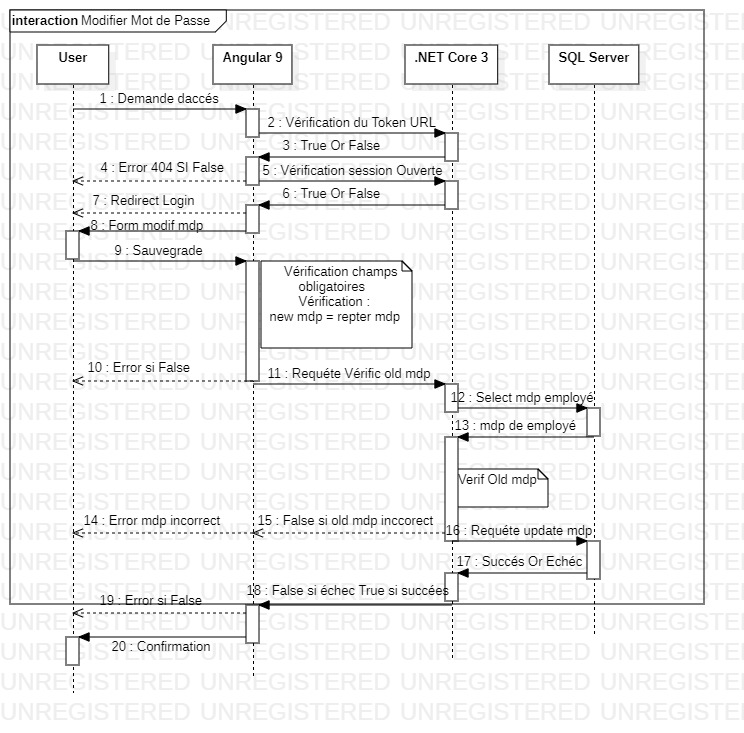 interaction Modifier Mot de Passe
User
Angular 9
.NET Core 3
SQL Server
1 : Demande daccés
2 : Vérification du Token URL
3 : True Or False
4 : Error 404 SI False
5 : Vérification session Ouverte
6 : True Or False
7 : Redirect Login
8 : Form modif mdp
9 : Sauvegrade
Vérification champs
obligatoires
Vérification :
new mdp = repter mdp
10 : Error si False
11 : Requéte Vérific old mdp
12 : Select mdp employé
13 : mdp de employé
Verif Old mdp
14 : Error mdp incorrect
15 : False si old mdp inccorect
16 : Requéte update mdp
17 : Succés Or Echéc
18 : False si échec True si succées
19 : Error si False
20 : Confirmation
UNREGISTERED UNREGISTERED UNREGISTERED UNREGISTERED